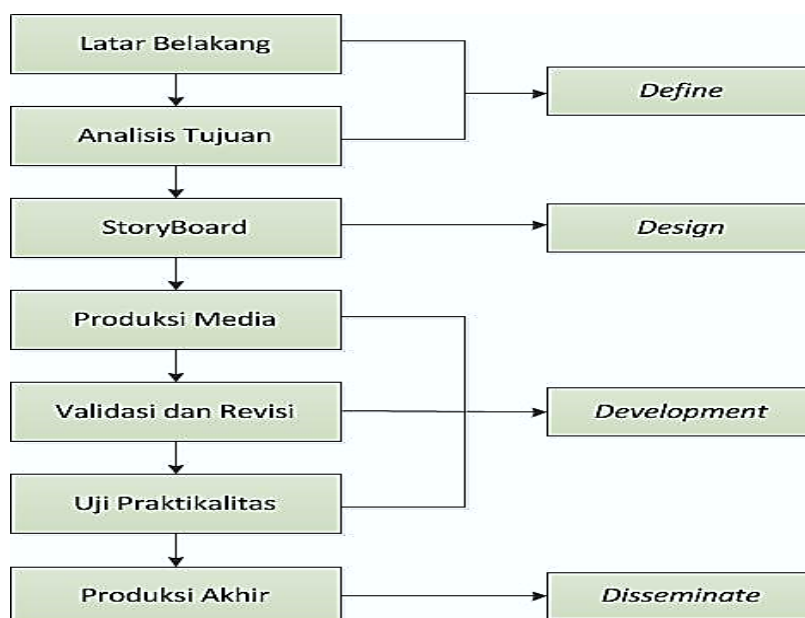 Latar Belakang
Define
Analisis Tujuan
StoryBoard
Design
Produksi Media
Validasi dan Revisi
Development
Uji Praktikalitas
Produksi Akhir
Disseminate